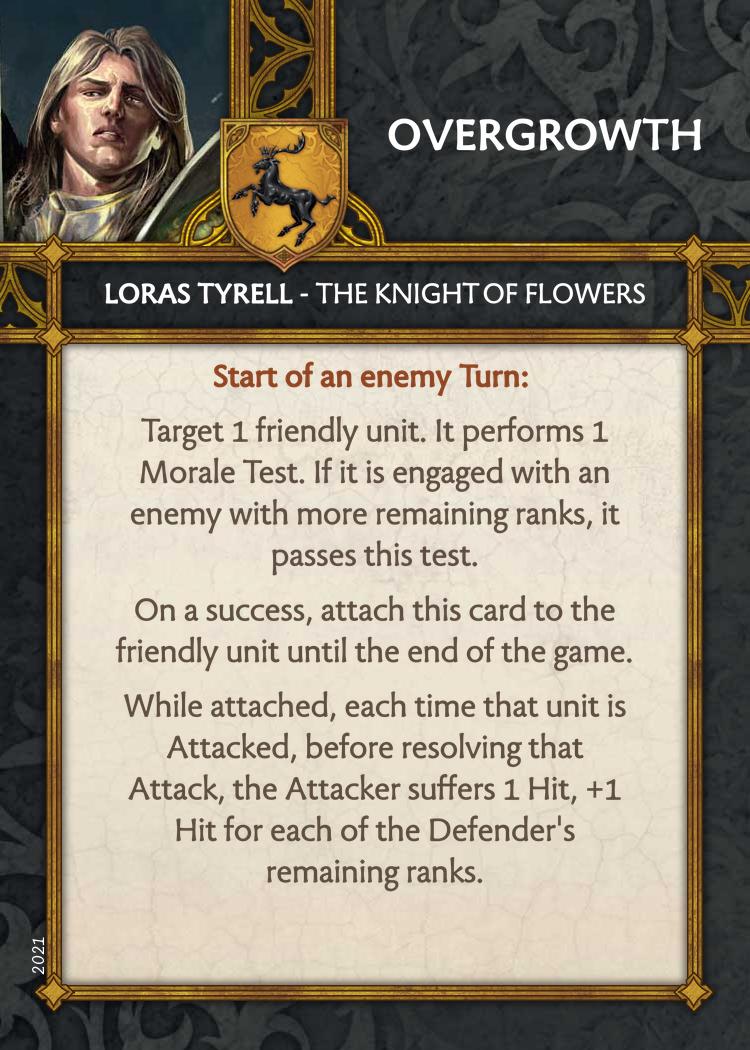 OVERGROWTH
LORAS TYRELL - THE KNIGHT OF FLOWERS
Start of an enemy Turn:
Target 1 friendly unit. It performs 1
Morale Test. If it is engaged with an
enemy with more remaining ranks, it
passes this test.
On a success, attach this card to the
friendly unit until the end of the game.
While attached, each time that unit is
Attacked, before resolving that
Attack, the Attacker suffers 1 Hit, +1
Hit for each of the Defender's
remaining ranks.
2021